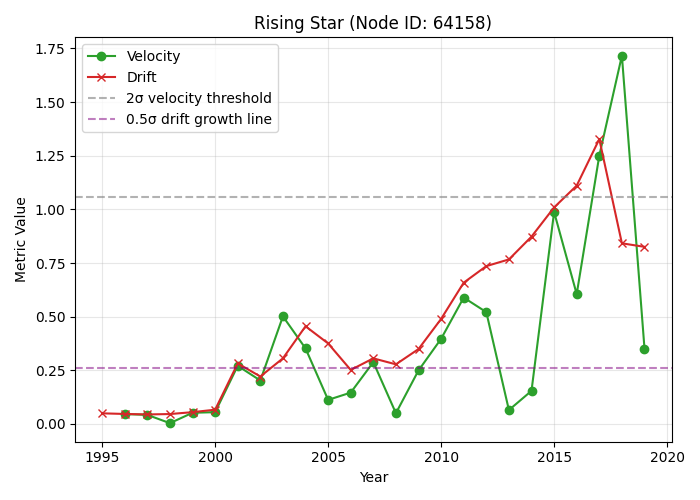 Rising Star (Node ID: 64158)
Velocity
Drift
2σ velocity threshold
0.5σ drift growth line
Metric Value
1.75
1.50
1.25
1.00
0.75
0.50
0.25
0.00
1995 2000 2005 2010 2015 2020
Year